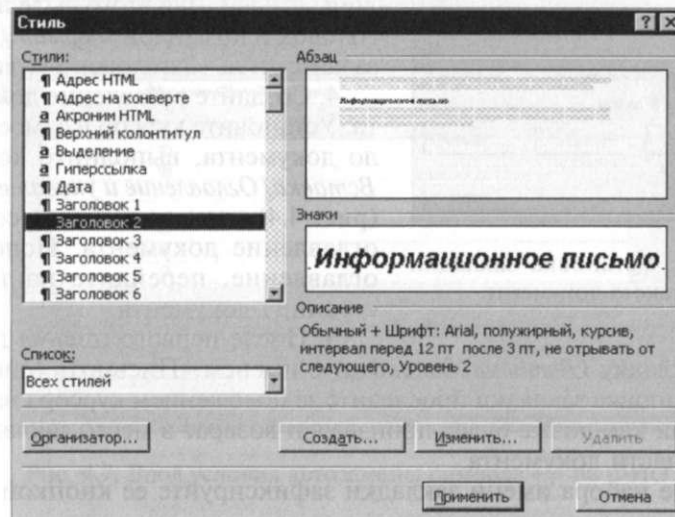 Стиль
Стили:
¶ Адрес HTML
¶ Адрес на конверте
a Акроним HTML
¶ Верхний колонтитул
a Выделение
a Гиперссылка
¶ Дата
¶ Заголовок 1
¶ Заголовок 2
¶ Заголовок 3
¶ Заголовок 4
¶ Заголовок 5
¶ Заголовок 6
Список:
Всех стилей
Абзац
Информационное письмо
Знаки
Информационное письмо
Описание
Обычный + Шрифт: Arial, полужирный, курсив,
интервал перед 12 пт после 3 пт, не отрывать от
следующего, Уровень 2
Организатор... Создать... Изменить... Удалить
Применить Отмена